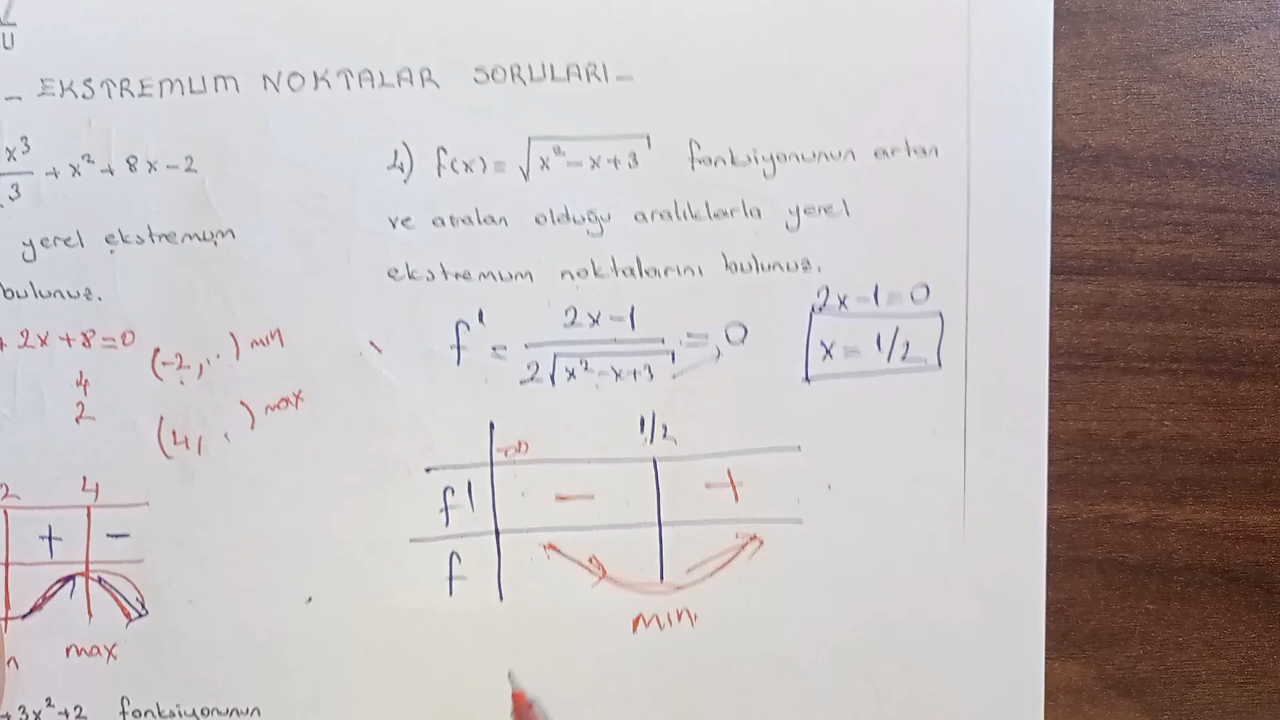 - EKSTREMUM NOKTALAR SORULARI -
x³/3 + x² + 8x - 2
yerel ekstremum
bulunuz.
+ 2x + 8 = 0
(-2, ..) min
4
2
(4, .) max
2 4
+ -
max
+3x²+2 fonksiyonunun
4) f(x) = √(x² - x + 3) fonksiyonunun artan
ve azalan olduğu aralıklarla yerel
ekstremum noktalarını bulunuz.
f' = (2x - 1) / (2√(x² - x + 3)) = 0
2x - 1 = 0
x = 1/2
-∞ 1/2
f' - +
f
min